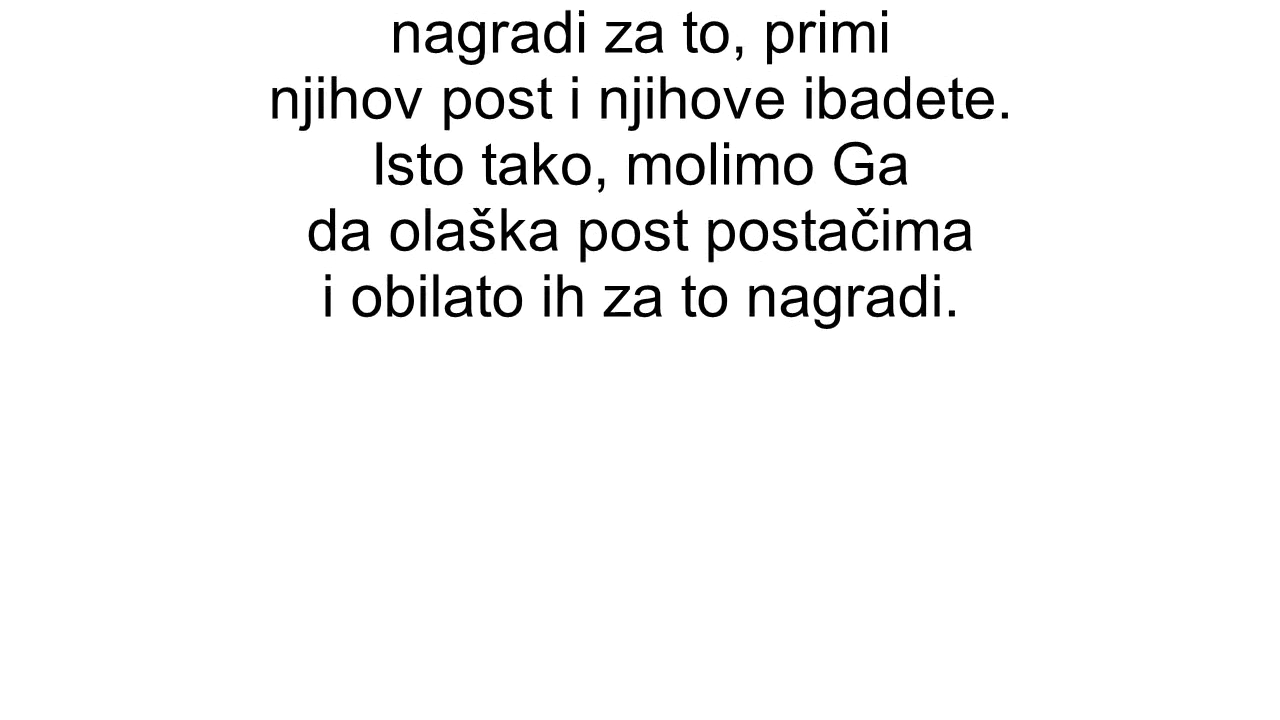 nagradi za to, primi
njihov post i njihove ibadete.
Isto tako, molimo Ga
da olaška post postačima
i obilato ih za to nagradi.